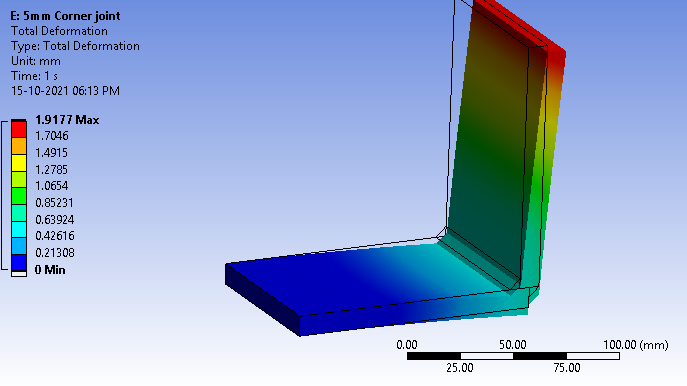 E: 5mm Corner joint
Total Deformation
Type: Total Deformation
Unit: mm
Time: 1 s
15-10-2021 06:13 PM
1.9177 Max
1.7046
1.4915
1.2785
1.0654
0.85231
0.63924
0.42616
0.21308
0 Min
0.00 50.00 100.00 (mm)
25.00 75.00